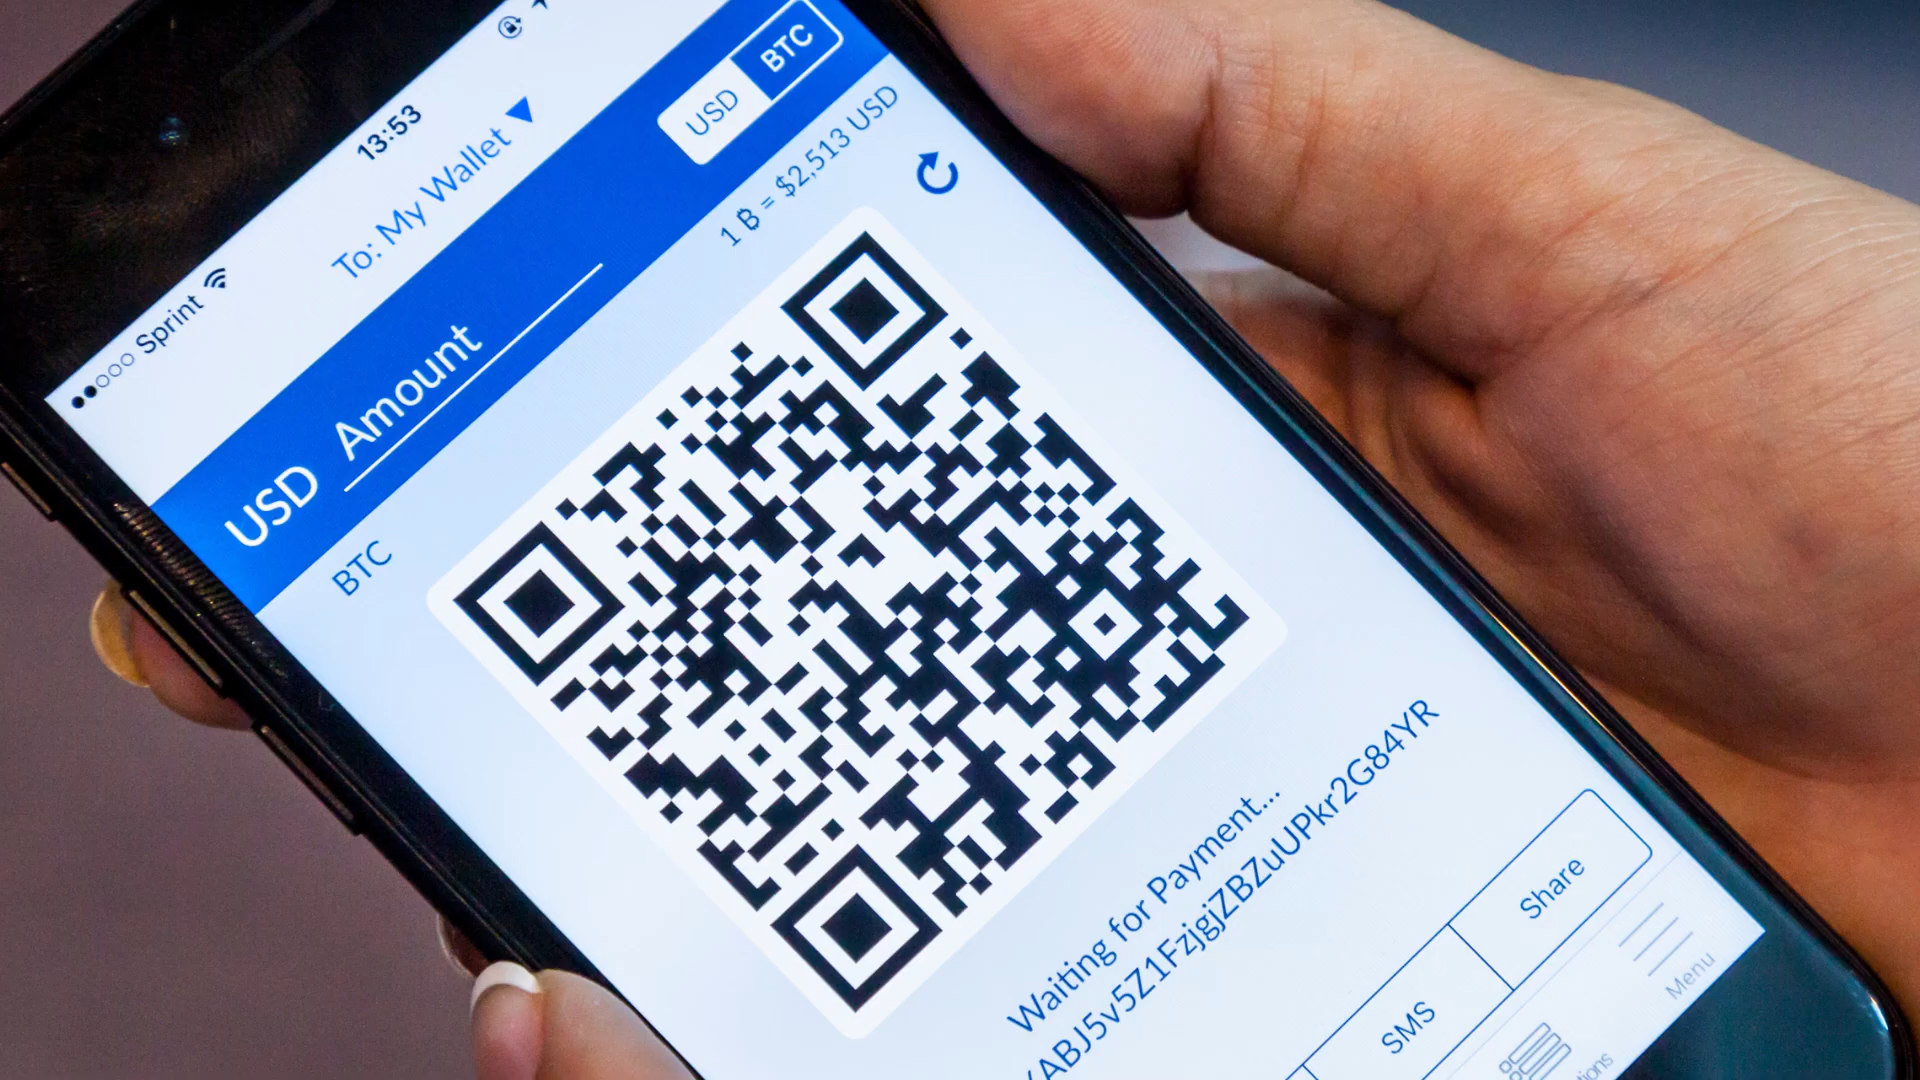 Sprint 13:53
To: My Wallet
USD BTC
USD Amount
BTC
1 Ƀ = $2,513 USD
Waiting for Payment...
ABJ5v5Z1FzjgjZBZuUPkr2G84YR
SMS Share
Menu